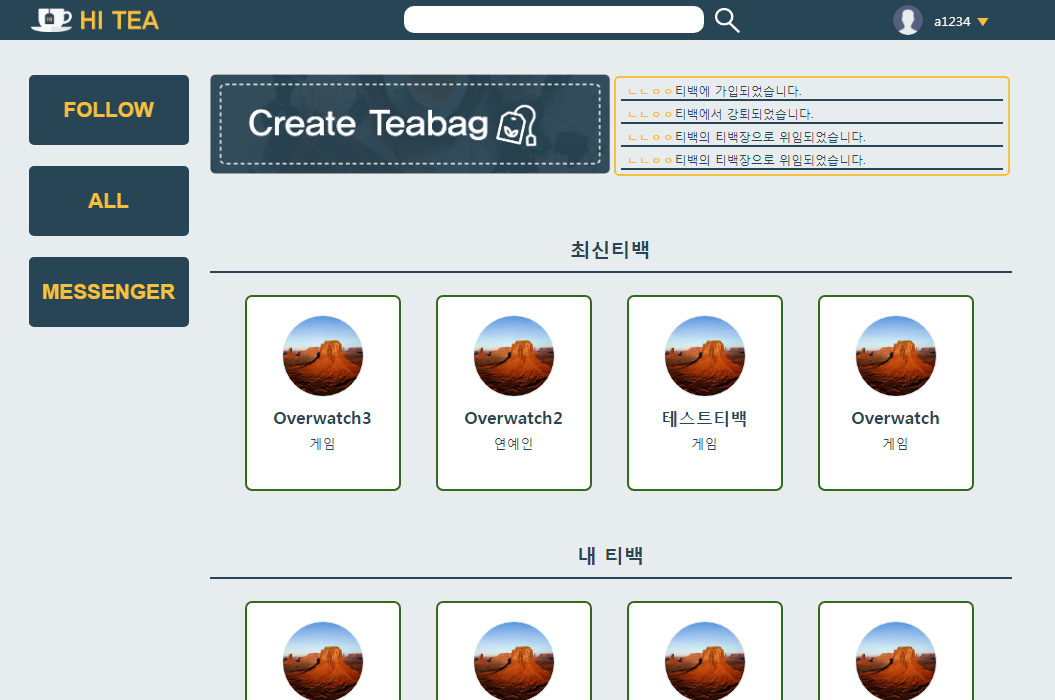 HI TEA
a1234
FOLLOW
ALL
MESSENGER
Create Teabag
ㄴㄴㅇㅇ티백에 가입되었습니다.
ㄴㄴㅇㅇ티백에서 강퇴되었습니다.
ㄴㄴㅇㅇ티백의 티백장으로 위임되었습니다.
ㄴㄴㅇㅇ티백의 티백장으로 위임되었습니다.
최신티백
Overwatch3
게임
Overwatch2
연예인
테스트티백
게임
Overwatch
게임
내 티백